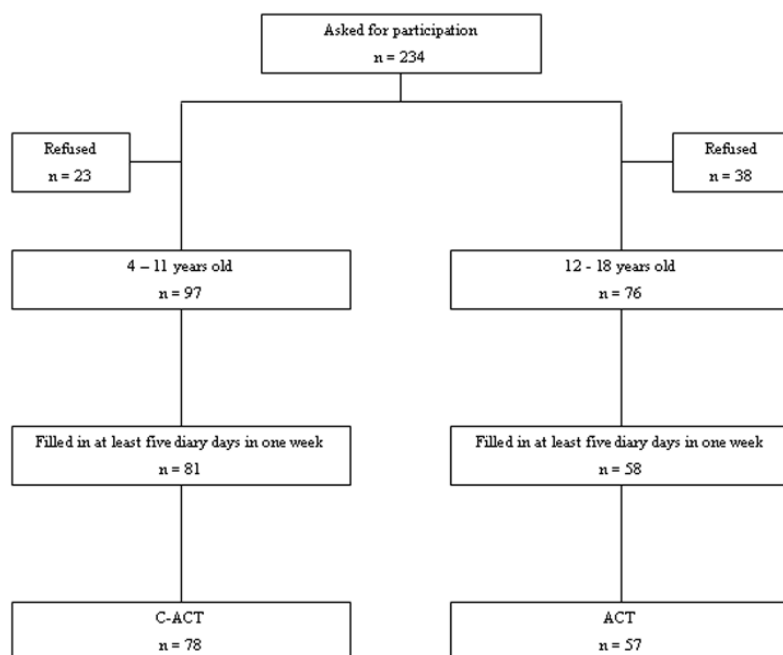 Asked for participation
n = 234
Refused
n = 23
Refused
n = 38
4 – 11 years old
n = 97
12 - 18 years old
n = 76
Filled in at least five diary days in one week
n = 81
Filled in at least five diary days in one week
n = 58
C-ACT
n = 78
ACT
n = 57